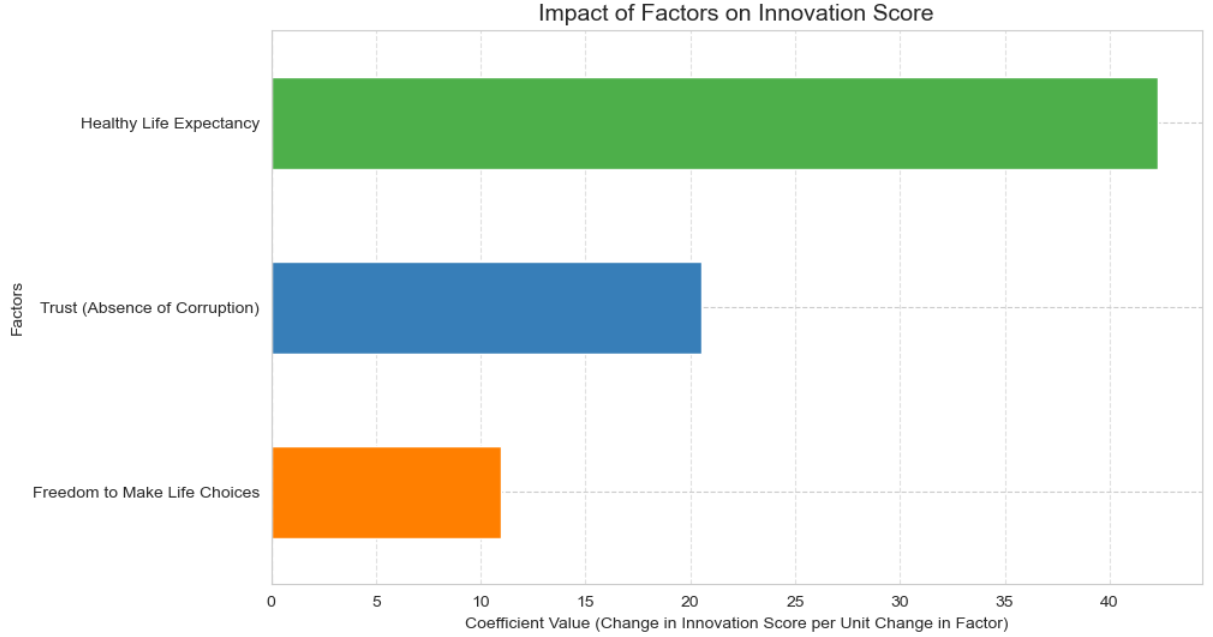 Impact of Factors on Innovation Score
Factors
Healthy Life Expectancy
Trust (Absence of Corruption)
Freedom to Make Life Choices
0 5 10 15 20 25 30 35 40
Coefficient Value (Change in Innovation Score per Unit Change in Factor)